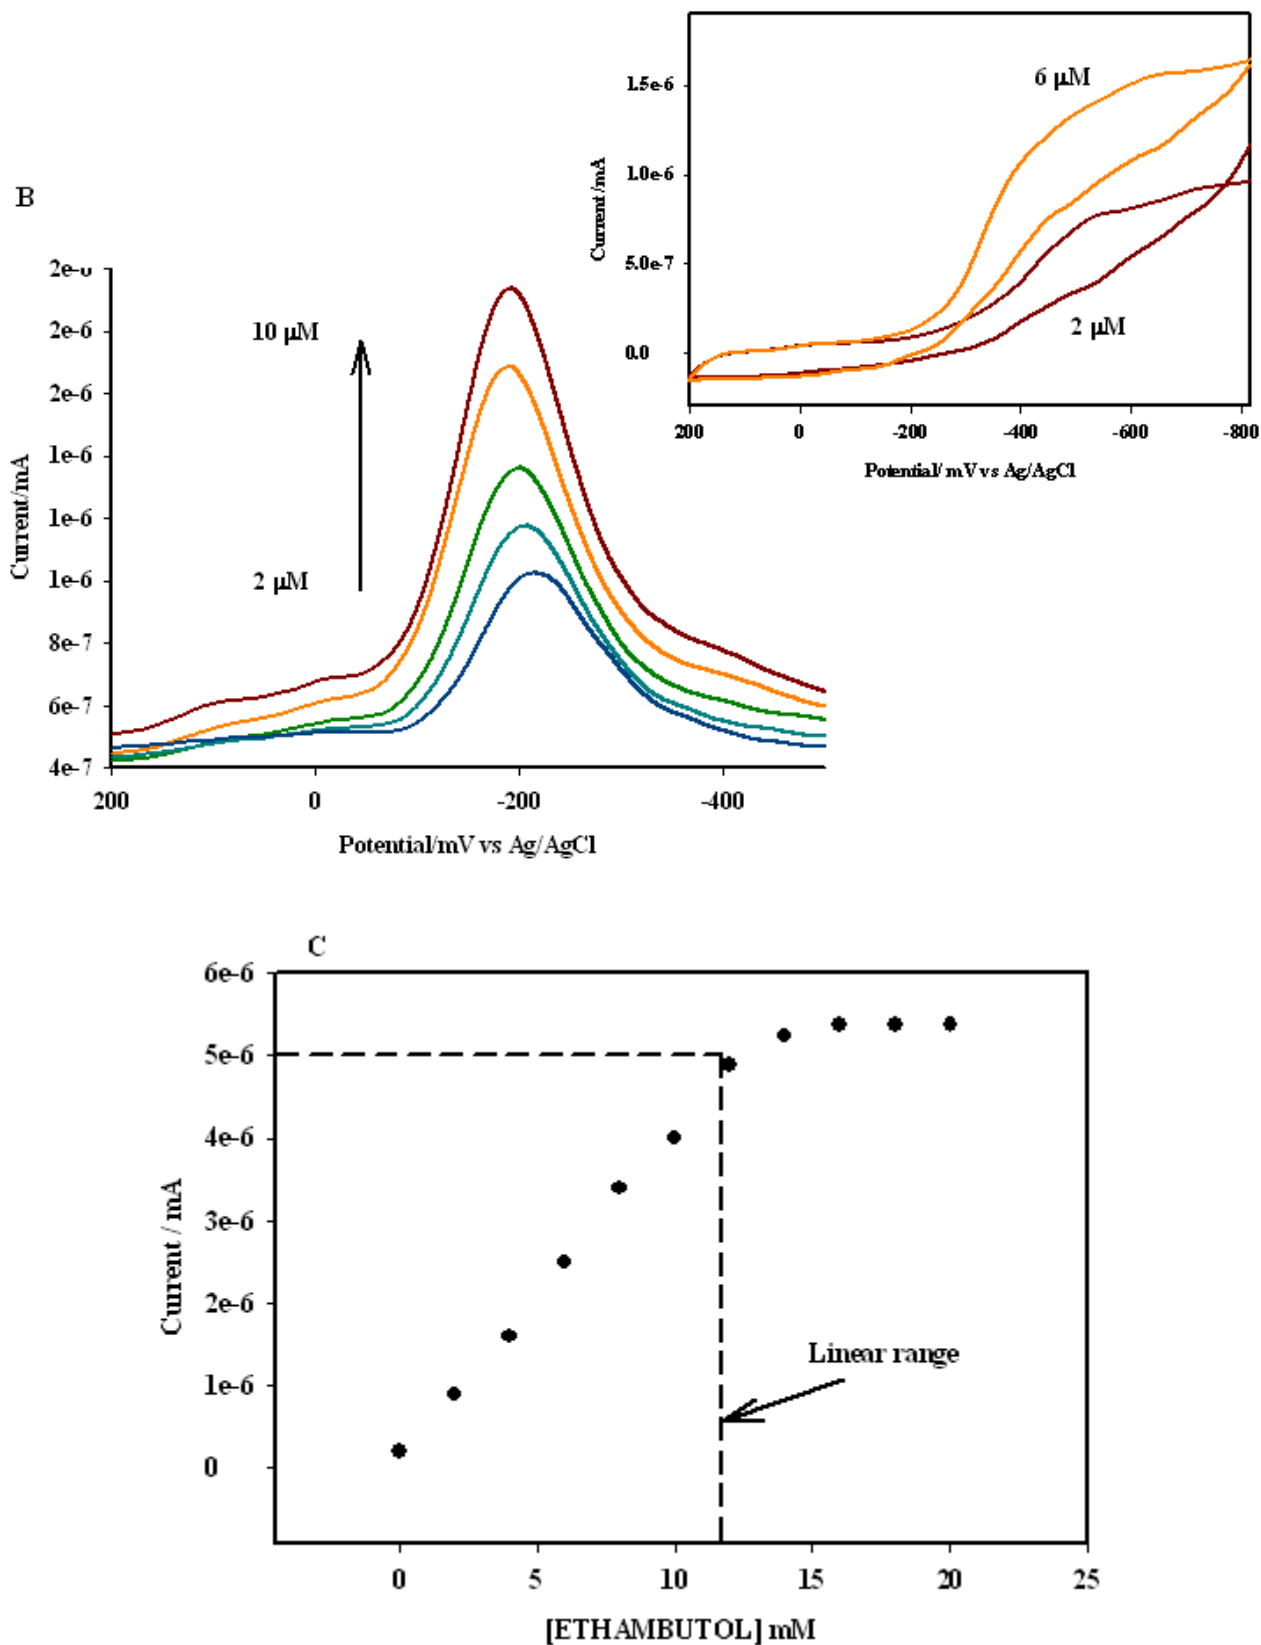 6 μM
1.5e-6
1.0e-6
5.0e-7
0.0
2 μM
Current/mA
200 0 -200 -400 -600 -800
Potential/ mV vs Ag/AgCl
B
2e-6
2e-6
2e-6
1e-6
1e-6
1e-6
8e-7
6e-7
4e-7
10 μM
2 μM
Current/mA
200 0 -200 -400
Potential/mV vs Ag/AgCl
C
6e-6
5e-6
4e-6
3e-6
2e-6
1e-6
0
Current / mA
Linear range
0 5 10 15 20 25
[ETHAMBUTOL] mM